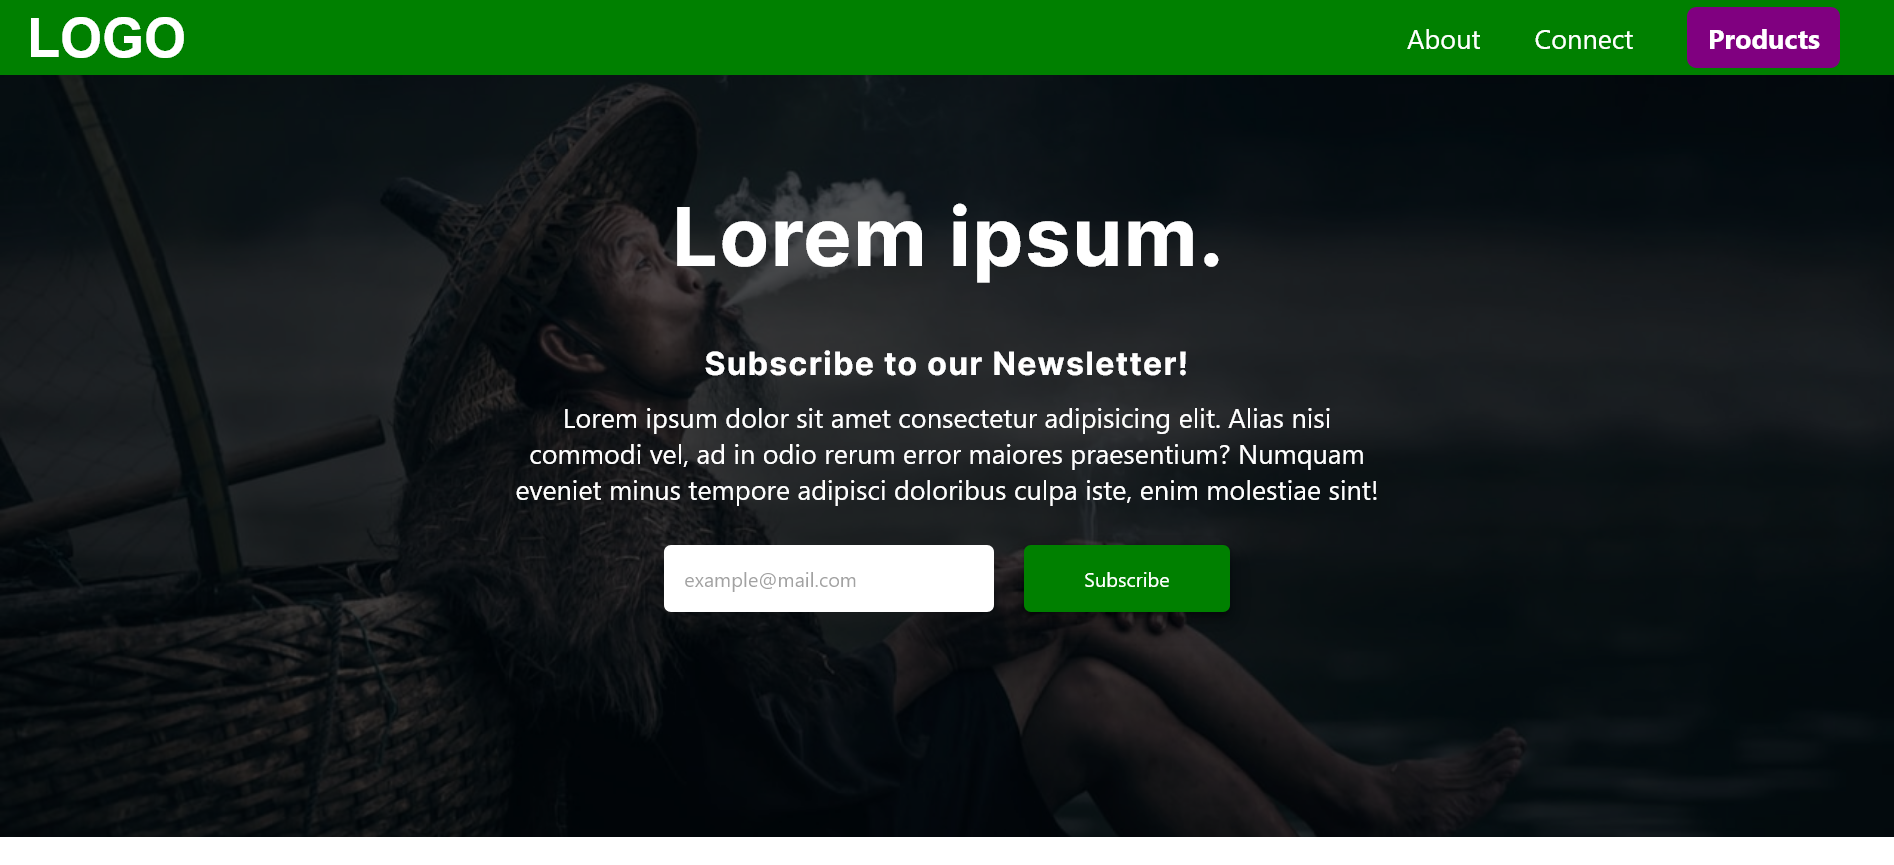 LOGO
About
Connect
Products
Lorem ipsum.
Subscribe to our Newsletter!
Lorem ipsum dolor sit amet consectetur adipisicing elit. Alias nisi
commodi vel, ad in odio rerum error maiores praesentium? Numquam
eveniet minus tempore adipisci doloribus culpa iste, enim molestiae sint!
example@mail.com
Subscribe